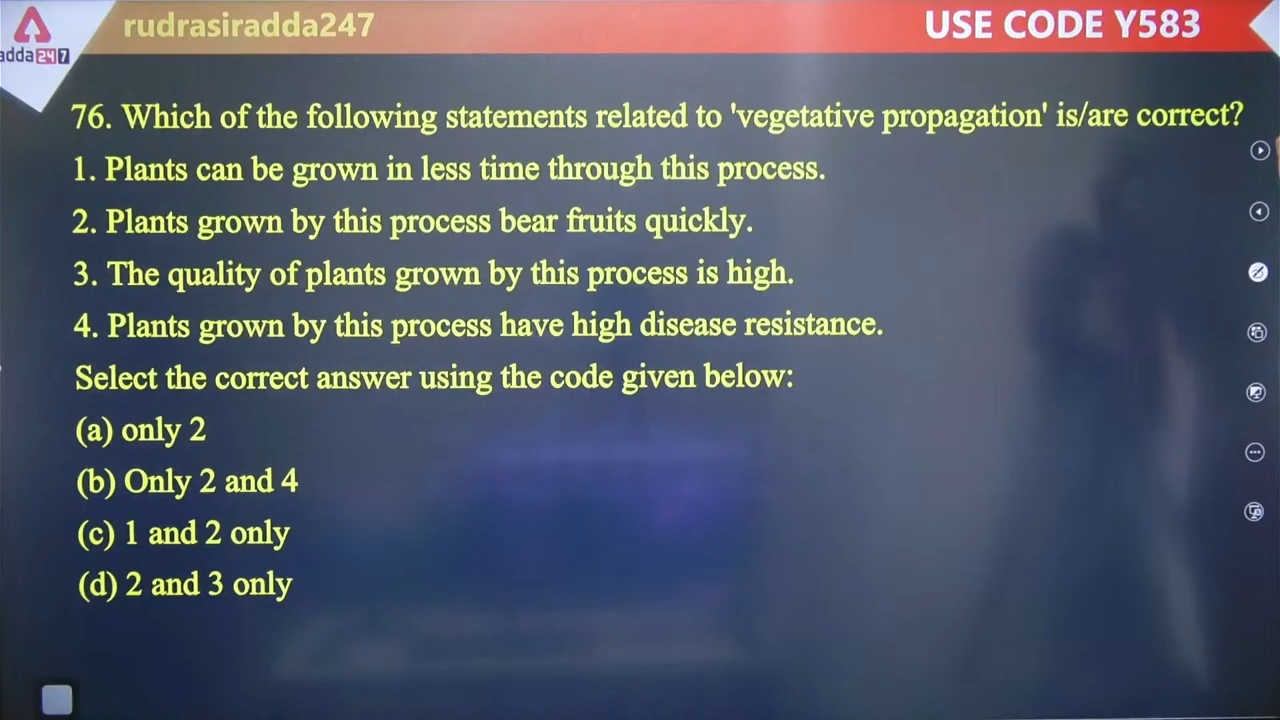 rudrasiradda247
USE CODE Y583
adda247
76. Which of the following statements related to 'vegetative propagation' is/are correct?
1. Plants can be grown in less time through this process.
2. Plants grown by this process bear fruits quickly.
3. The quality of plants grown by this process is high.
4. Plants grown by this process have high disease resistance.
Select the correct answer using the code given below:
(a) only 2
(b) Only 2 and 4
(c) 1 and 2 only
(d) 2 and 3 only